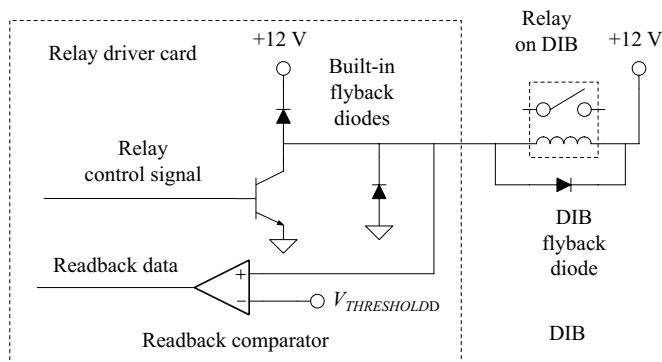 Relay
on DIB
+12 V
Relay driver card
+12 V
Built-in
flyback
diodes
Relay
control signal
DIB
flyback
diode
Readback data
+
−
V_THRESHOLDD
Readback comparator
DIB